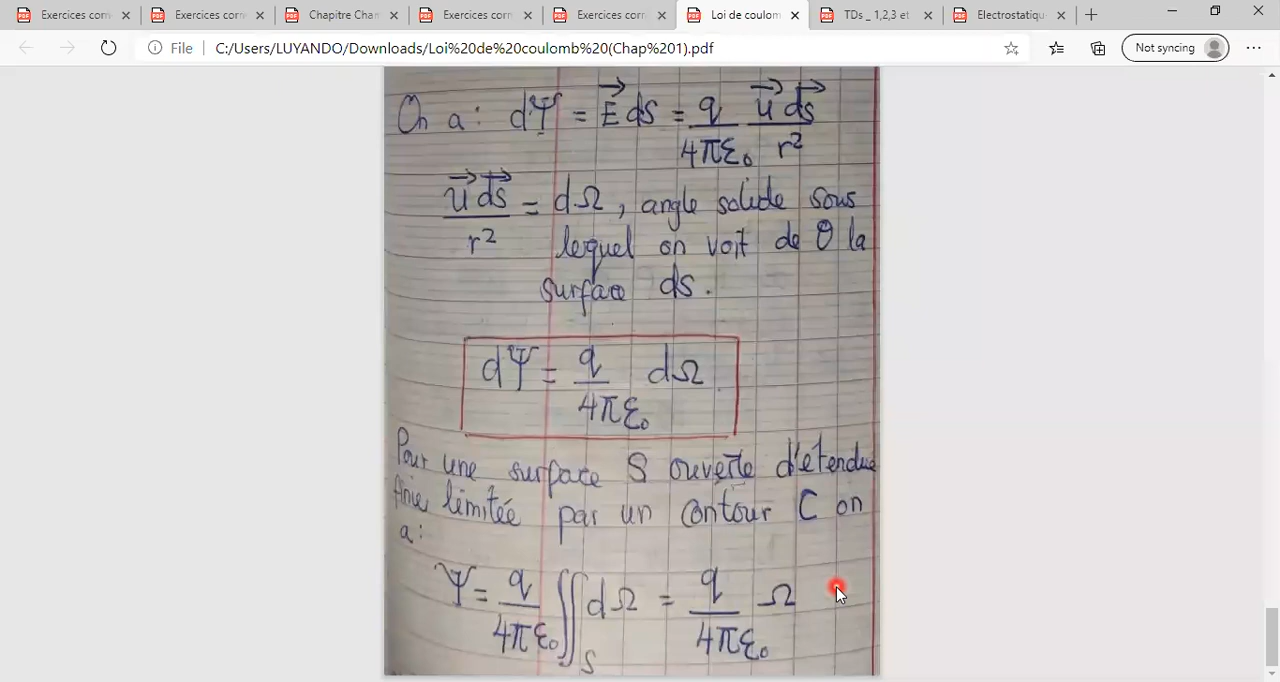 Exercices corr
Exercices corr
Chapitre Cham
Exercices corr
Exercices corr
Loi de coulom
TDs _ 1,2,3 et
Electrostatiqu
File
C:/Users/LUYANDO/Downloads/Loi%20de%20coulomb%20(Chap%201).pdf
Not syncing
On a: dΨ = E⃗ ds = q/4πε₀ u⃗ ds⃗/r²
u⃗ ds⃗/r² = dΩ, angle solide sous
lequel on voit de O la
surface ds.
dΨ = q/4πε₀ dΩ
Pour une surface S ouverte d'étendue
finie limitée par un contour C on
a:
Ψ = q/4πε₀ ∬S dΩ = q/4πε₀ Ω